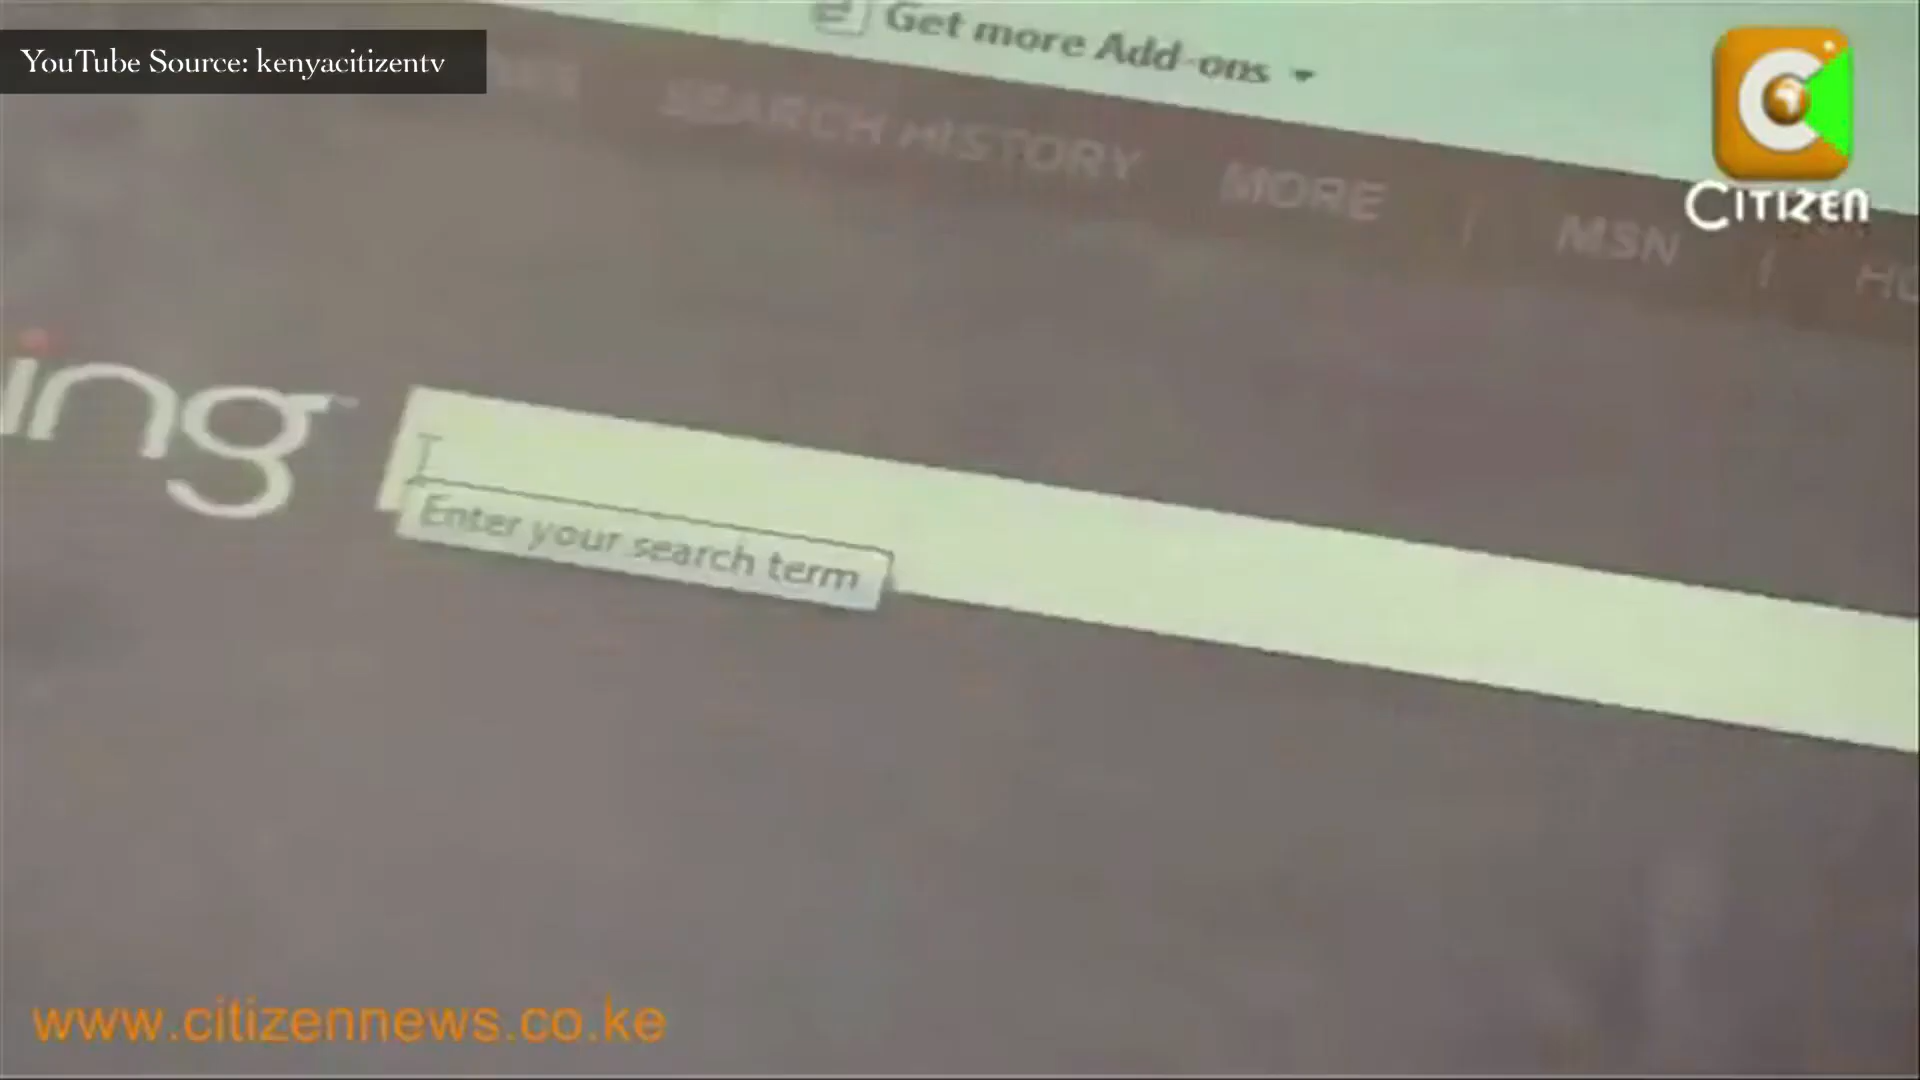 Get more Add-ons
YouTube Source: kenyacitizentv
SEARCH HISTORY MORE | MSN |
CITIZEN
ing
Enter your search term
www.citizennews.co.ke